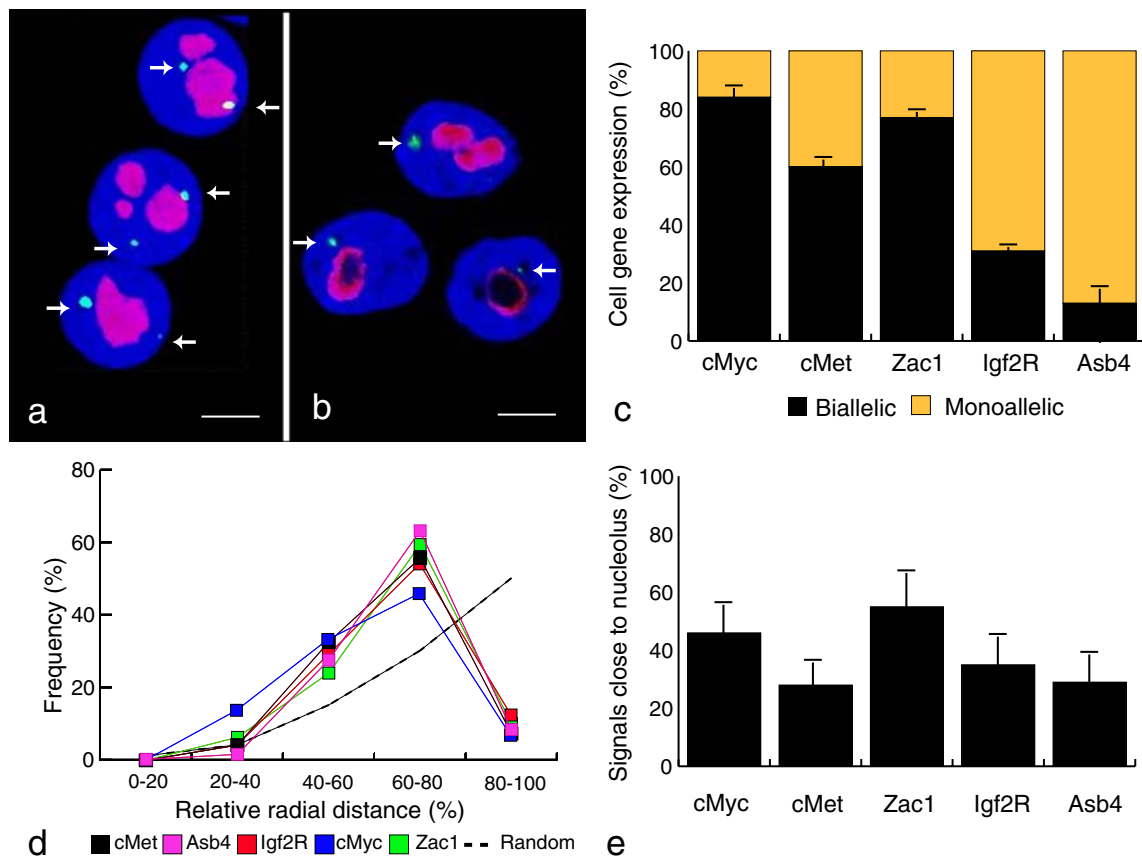 a
b
Cell gene expression (%)
100
80
60
40
20
0
cMyc cMet Zac1 Igf2R Asb4
Biallelic Monoallelic
c
Frequency (%)
80
60
40
20
0
0-20 20-40 40-60 60-80 80-100
Relative radial distance (%)
d
cMet Asb4 Igf2R cMyc Zac1 Random
Signals close to nucleolus (%)
100
80
60
40
20
0
cMyc cMet Zac1 Igf2R Asb4
e